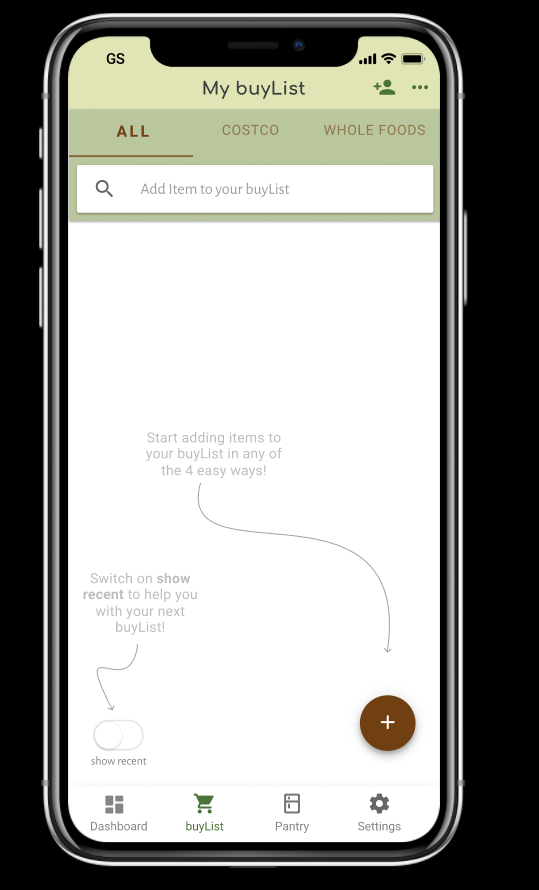 GS
My buyList
ALL COSTCO WHOLE FOODS
Add Item to your buyList
Start adding items to
your buyList in any of
the 4 easy ways!
Switch on show
recent to help you
with your next
buyList!
show recent
Dashboard buyList Pantry Settings